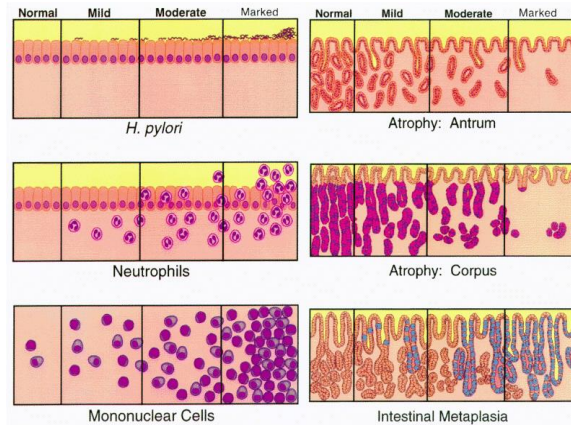 Normal Mild Moderate Marked
H. pylori
Neutrophils
Mononuclear Cells
Normal Mild Moderate Marked
Atrophy: Antrum
Atrophy: Corpus
Intestinal Metaplasia